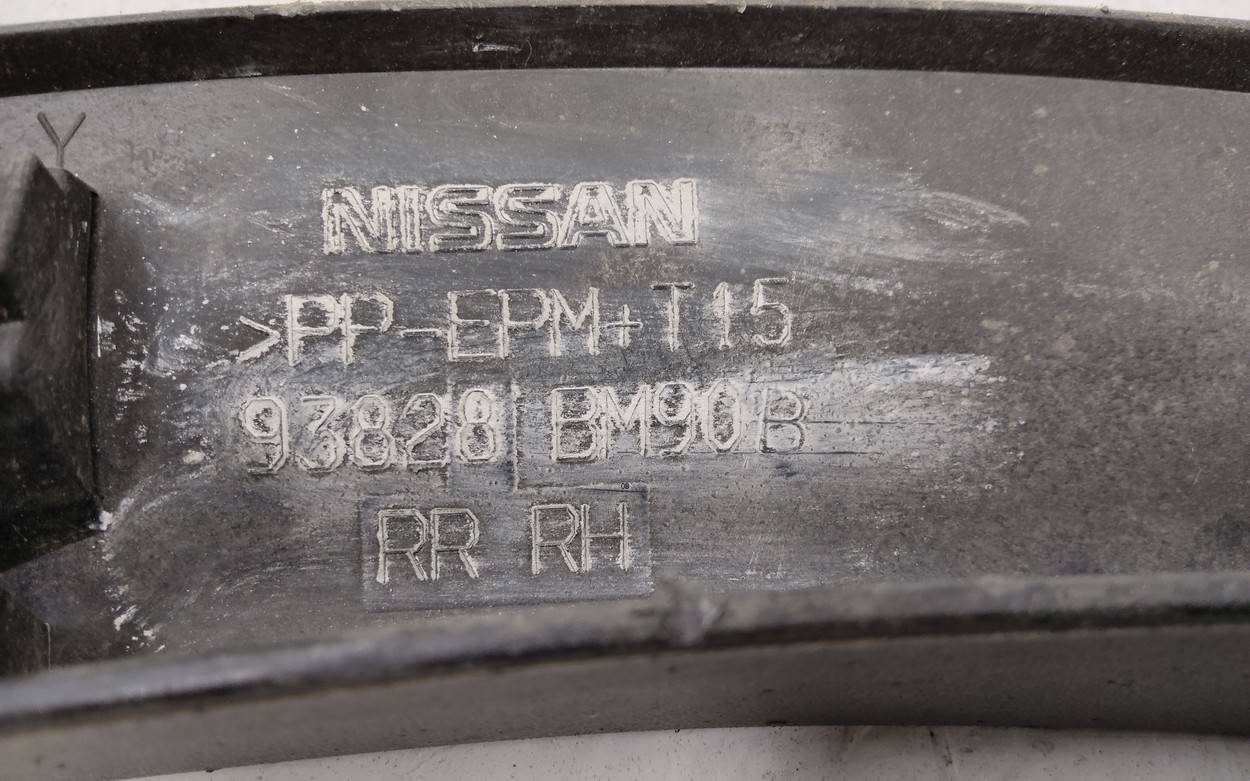 NISSAN
>PP-EPM+T15
93828 BM90B
RR RH